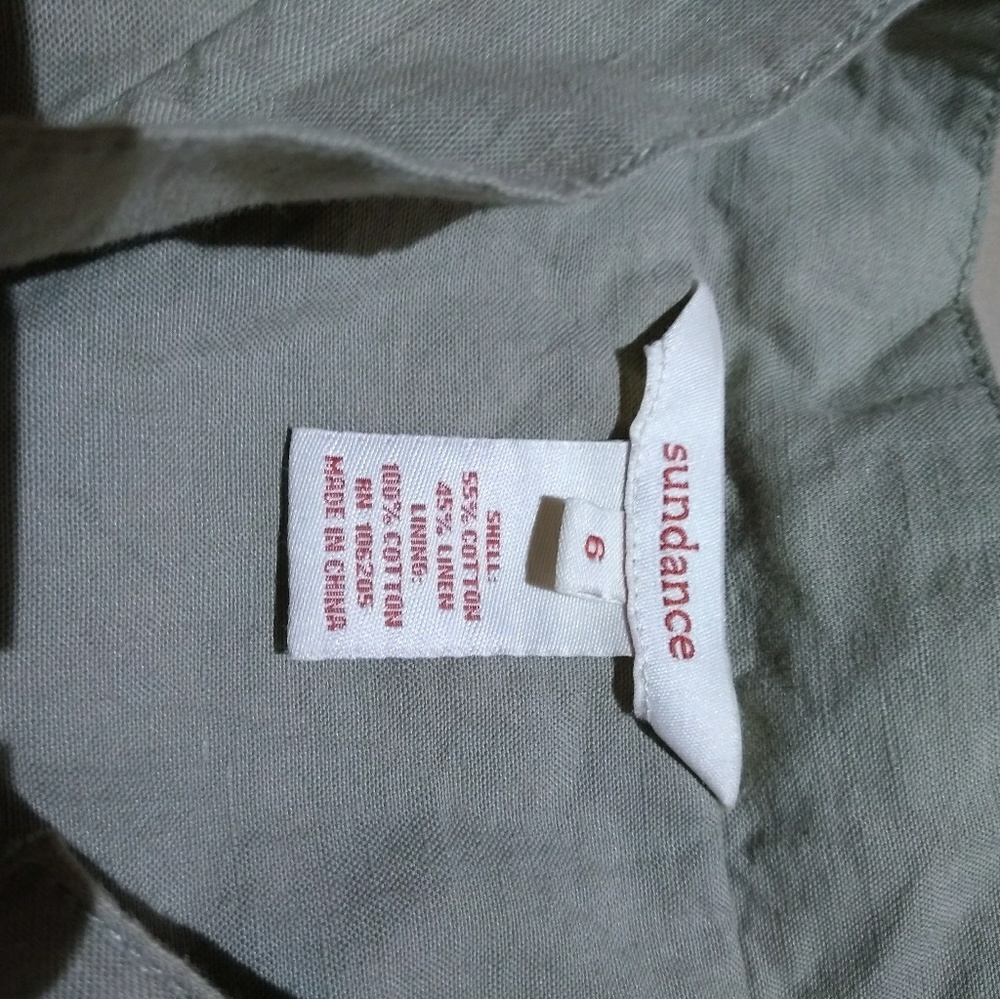 sundance
6
SHELL:
55% COTTON
45% LINEN
LINING:
100% COTTON
RN 106205
MADE IN CHINA